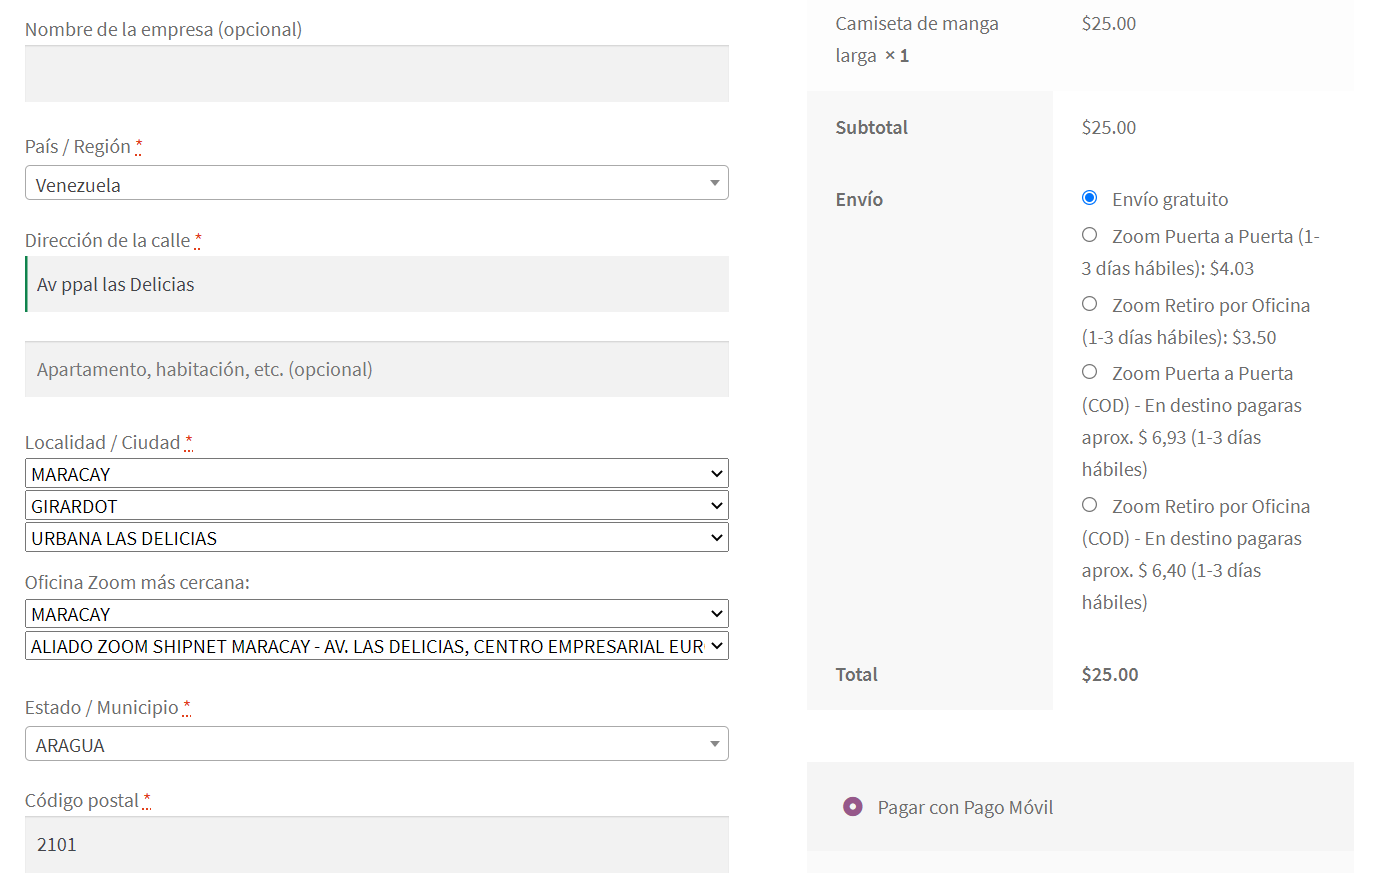 Nombre de la empresa (opcional)
País / Región *
Venezuela
Dirección de la calle *
Av ppal las Delicias
Apartamento, habitación, etc. (opcional)
Localidad / Ciudad *
MARACAY
GIRARDOT
URBANA LAS DELICIAS
Oficina Zoom más cercana:
MARACAY
ALIADO ZOOM SHIPNET MARACAY - AV. LAS DELICIAS, CENTRO EMPRESARIAL EUR
Estado / Municipio *
ARAGUA
Código postal *
2101
Camiseta de manga
larga × 1
$25.00
Subtotal
$25.00
Envío
Envío gratuito
Zoom Puerta a Puerta (1-
3 días hábiles): $4.03
Zoom Retiro por Oficina
(1-3 días hábiles): $3.50
Zoom Puerta a Puerta
(COD) - En destino pagaras
aprox. $ 6,93 (1-3 días
hábiles)
Zoom Retiro por Oficina
(COD) - En destino pagaras
aprox. $ 6,40 (1-3 días
hábiles)
Total
$25.00
Pagar con Pago Móvil